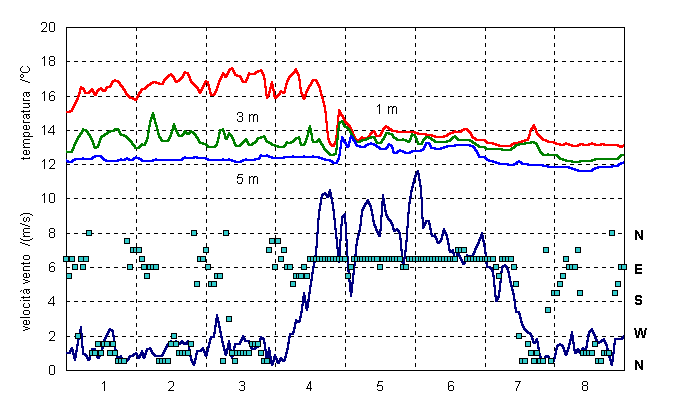 20
18
16
14
12
10
8
6
4
2
0
temperatura /°C
velocità vento /(m/s)
1 m
3 m
5 m
N
E
S
W
N
1 2 3 4 5 6 7 8